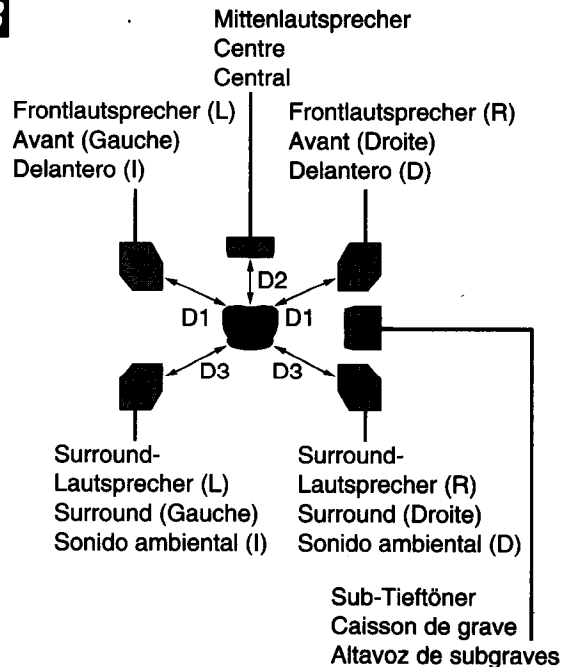 Mittenlautsprecher
Centre
Central
Frontlautsprecher (L)
Avant (Gauche)
Delantero (I)
Frontlautsprecher (R)
Avant (Droite)
Delantero (D)
D2
D1
D1
D3
D3
Surround-
Lautsprecher (L)
Surround (Gauche)
Sonido ambiental (I)
Surround-
Lautsprecher (R)
Surround (Droite)
Sonido ambiental (D)
Sub-Tieftöner
Caisson de grave
Altavoz de subgraves